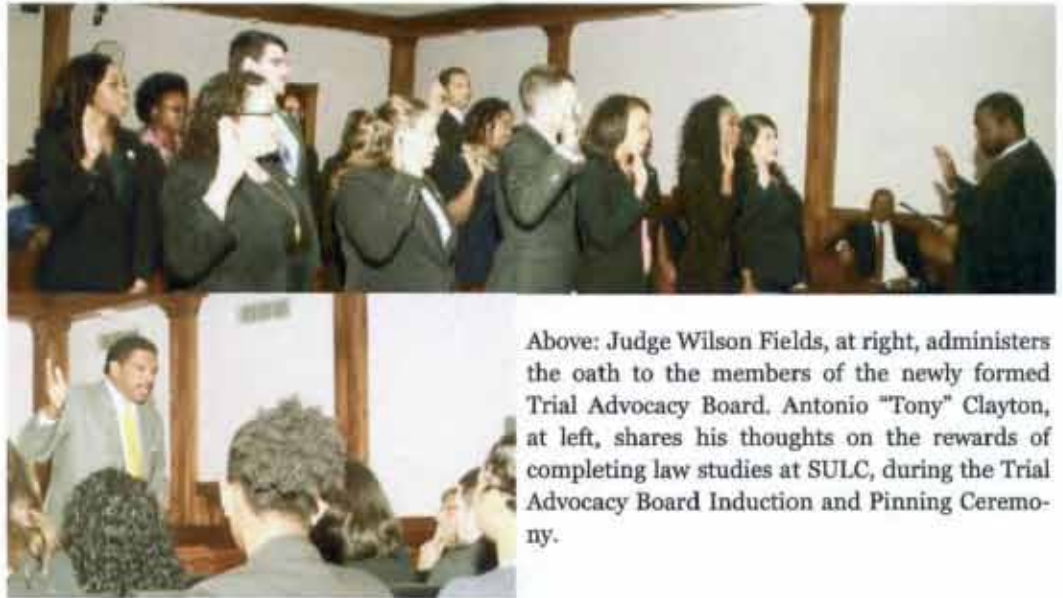 Above: Judge Wilson Fields, at right, administers
the oath to the members of the newly formed
Trial Advocacy Board. Antonio "Tony" Clayton,
at left, shares his thoughts on the rewards of
completing law studies at SULC, during the Trial
Advocacy Board Induction and Pinning Ceremo-
ny.